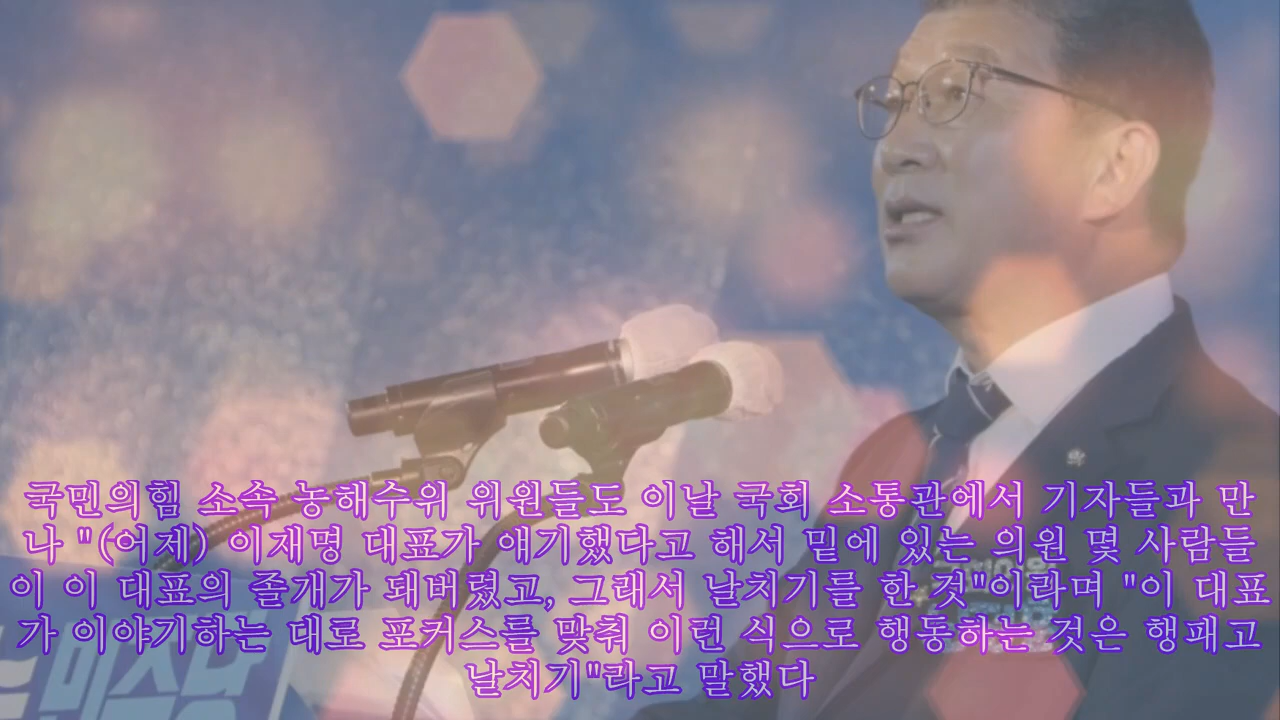 국민의힘 소속 농해수위 위원들도 이날 국회 소통관에서 기자들과 만
나 "(어제) 이재명 대표가 얘기했다고 해서 밑에 있는 의원 몇 사람들
이 이 대표의 졸개가 돼버렸고, 그래서 날치기를 한 것"이라며 "이 대표
가 이야기하는 대로 포커스를 맞춰 이런 식으로 행동하는 것은 행패고
날치기"라고 말했다